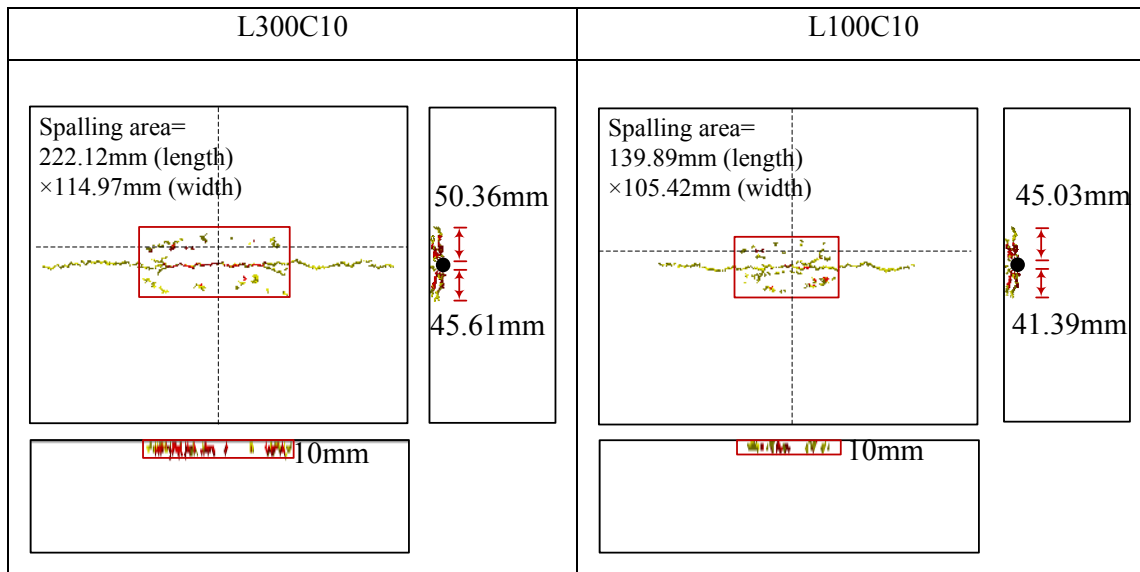 L300C10
L100C10
Spalling area=
222.12mm (length)
×114.97mm (width)
50.36mm
45.61mm
10mm
Spalling area=
139.89mm (length)
×105.42mm (width)
45.03mm
41.39mm
10mm